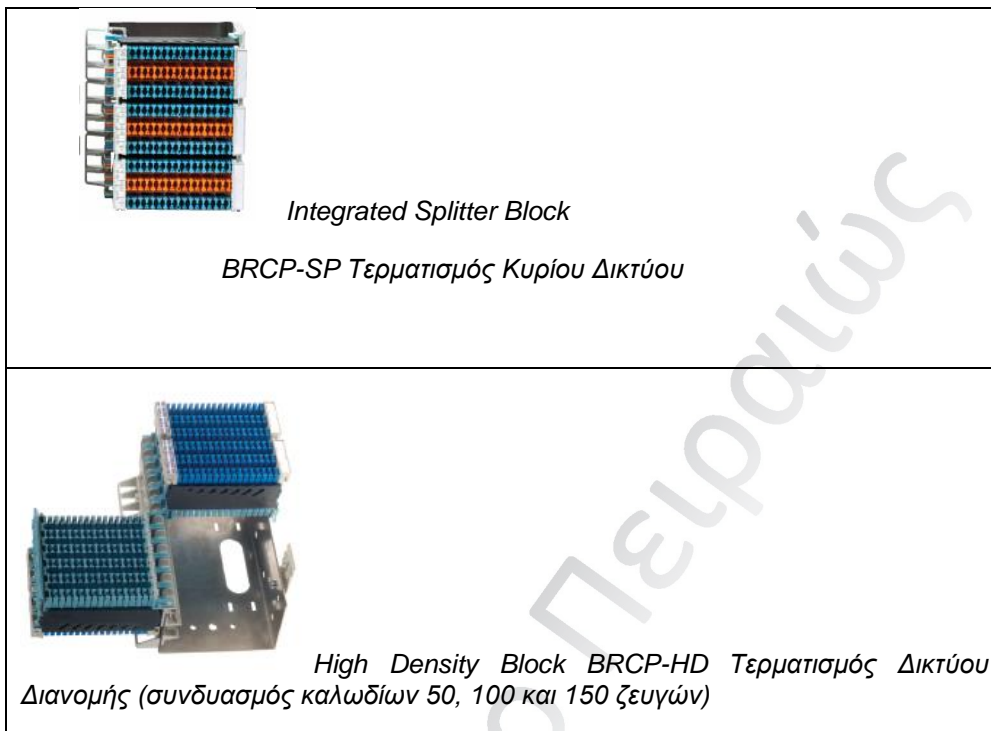 Integrated Splitter Block
BRCP-SP Τερματισμός Κυρίου Δικτύου
High Density Block BRCP-HD Τερματισμός Δικτύου
Διανομής (συνδυασμός καλωδίων 50, 100 και 150 ζευγών)
Πειραιώς